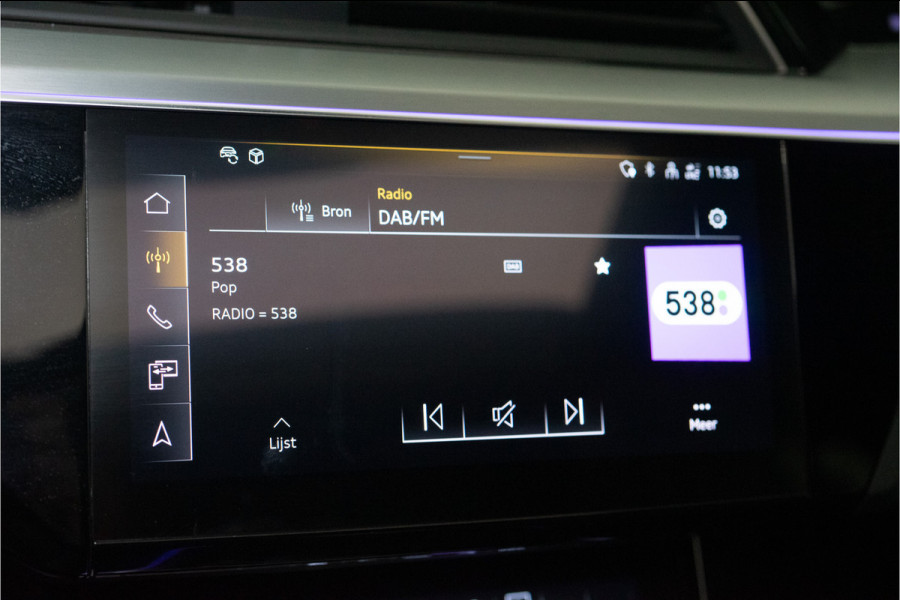 11:53
Radio
Bron
DAB/FM
538
Pop
RADIO = 538
538
Lijst
Meer